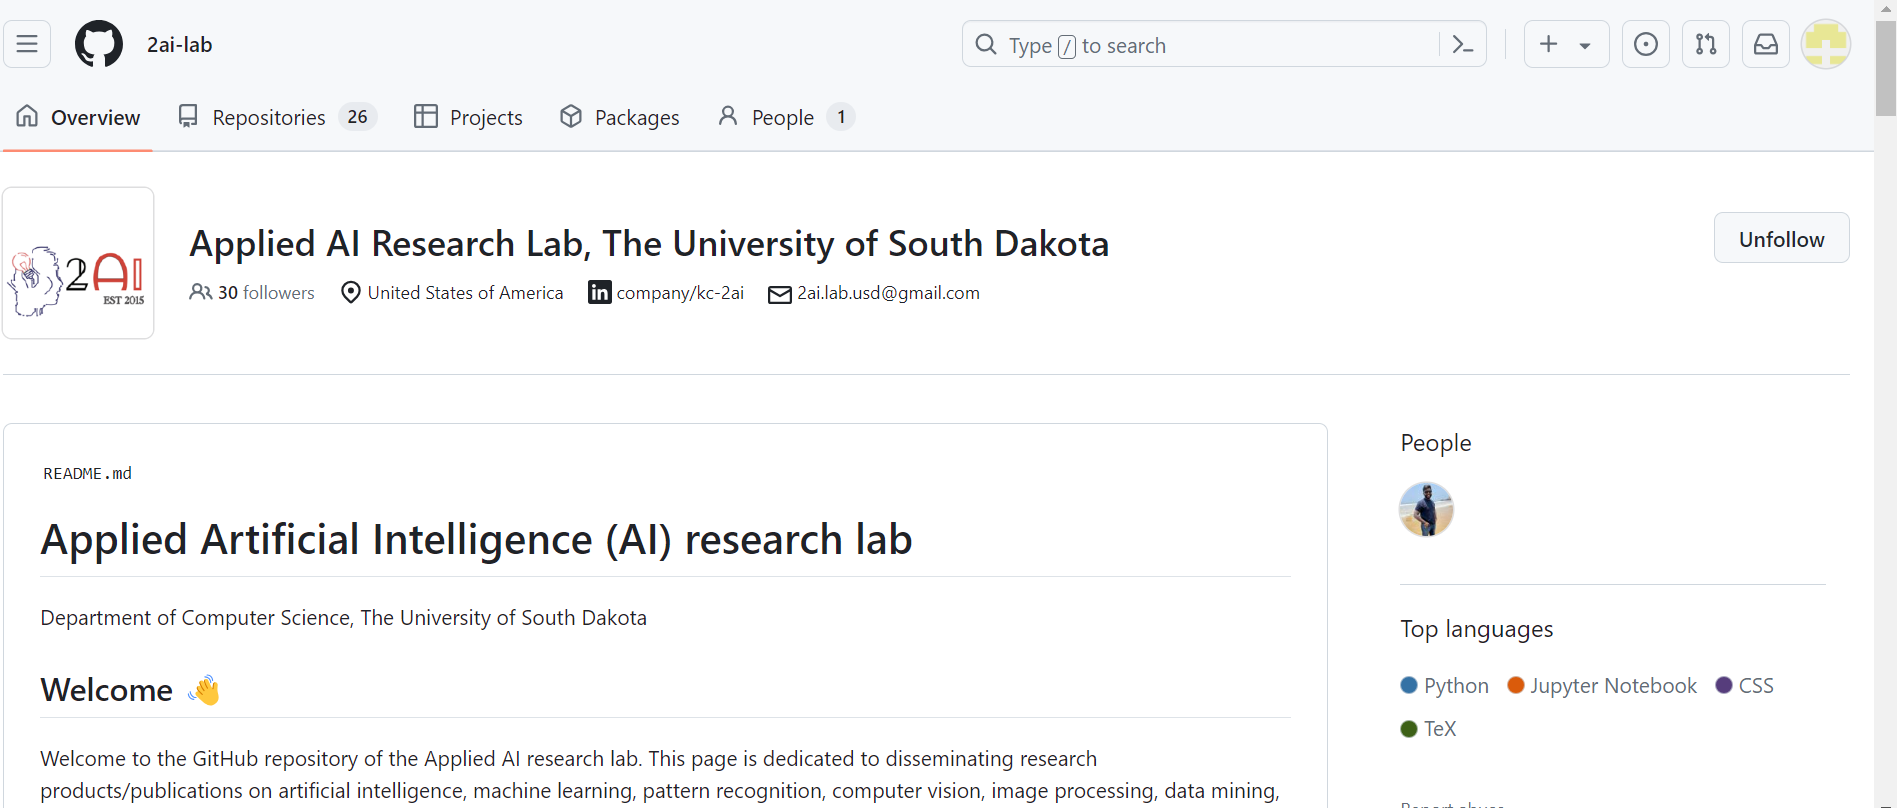 2ai-lab
Type / to search
Overview Repositories 26 Projects Packages People 1
2AI
EST 2015
Applied AI Research Lab, The University of South Dakota
30 followers United States of America company/kc-2ai 2ai.lab.usd@gmail.com
Unfollow
README.md
Applied Artificial Intelligence (AI) research lab
Department of Computer Science, The University of South Dakota
Welcome 👋
Welcome to the GitHub repository of the Applied AI research lab. This page is dedicated to disseminating research
products/publications on artificial intelligence, machine learning, pattern recognition, computer vision, image processing, data mining,
People
Top languages
Python Jupyter Notebook CSS
TeX
Report abuse